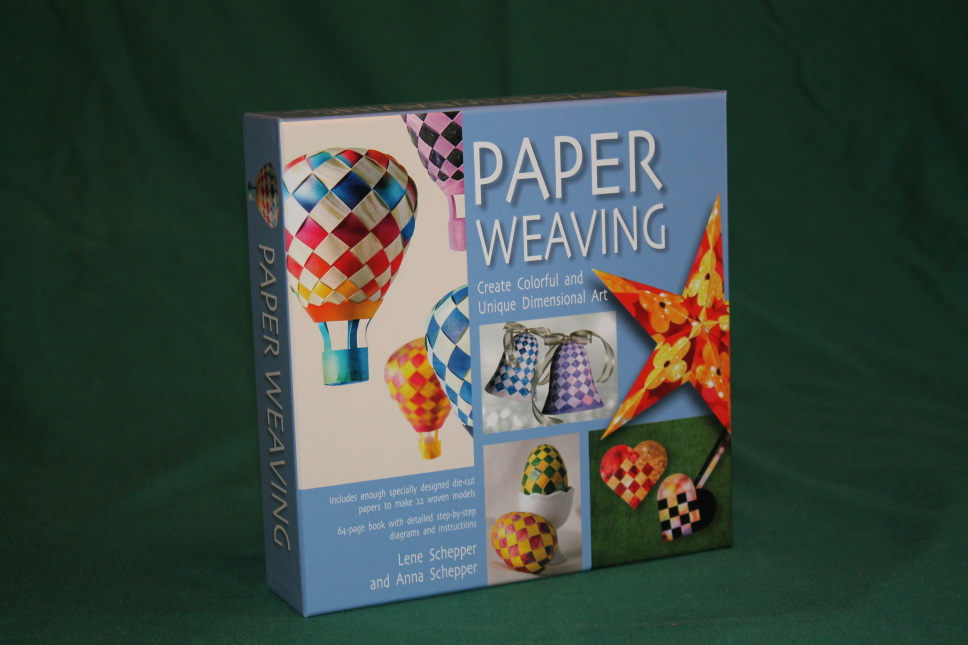 PAPER WEAVING
PAPER
WEAVING
Create Colorful and
Unique Dimensional Art
Includes enough specially designed die-cut
papers to make 22 woven models
64-page book with detailed step-by-step
diagrams and instructions
Lene Schepper
and Anna Schepper